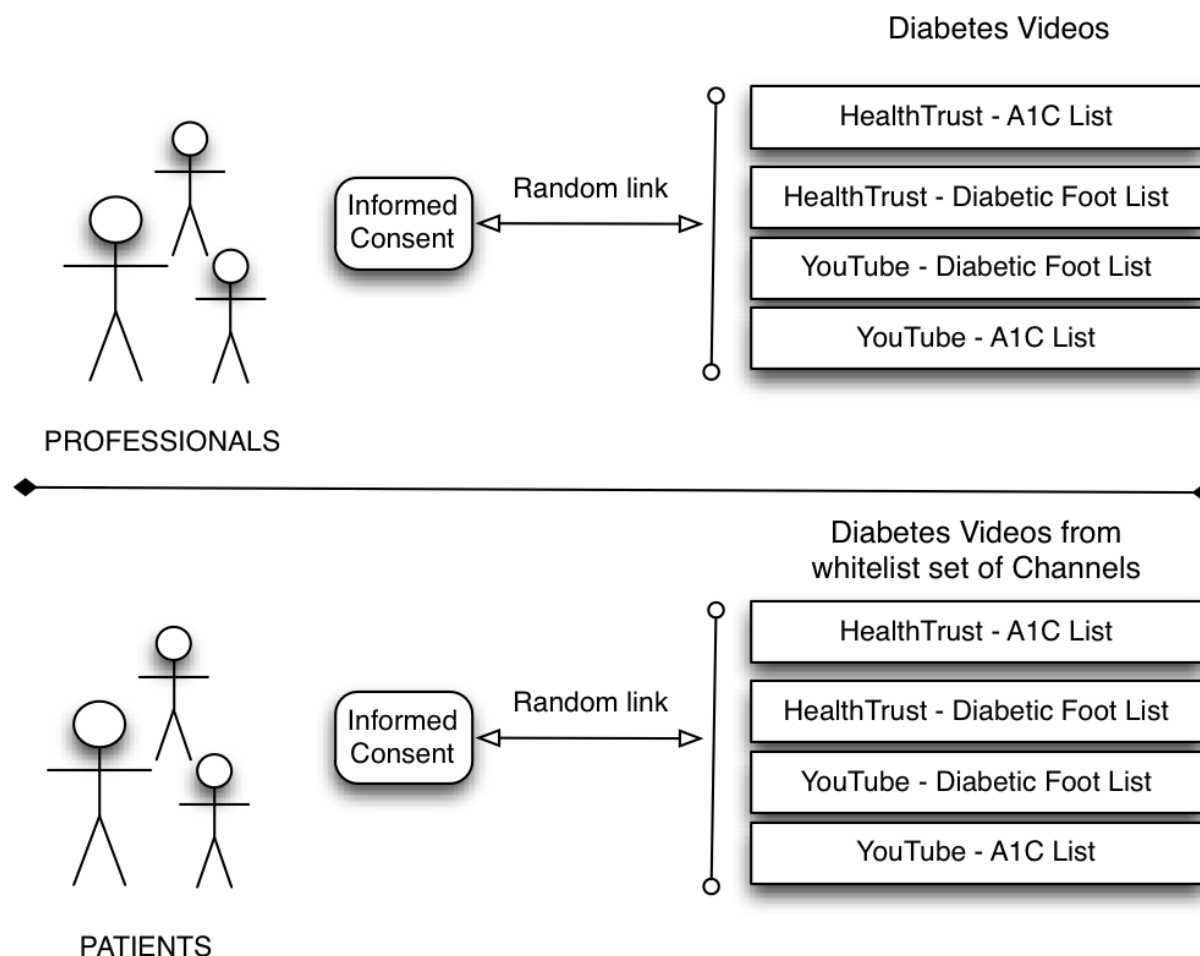 Diabetes Videos
HealthTrust - A1C List
Informed
Consent
Random link
HealthTrust - Diabetic Foot List
YouTube - Diabetic Foot List
YouTube - A1C List
PROFESSIONALS
Diabetes Videos from
whitelist set of Channels
HealthTrust - A1C List
Informed
Consent
Random link
HealthTrust - Diabetic Foot List
YouTube - Diabetic Foot List
YouTube - A1C List
PATIENTS